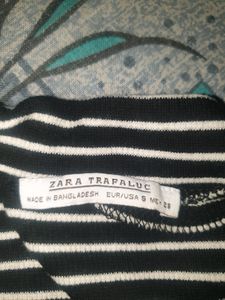 ZARA TRAFALUC
MADE IN BANGLADESH EUR/USA S MEX 26